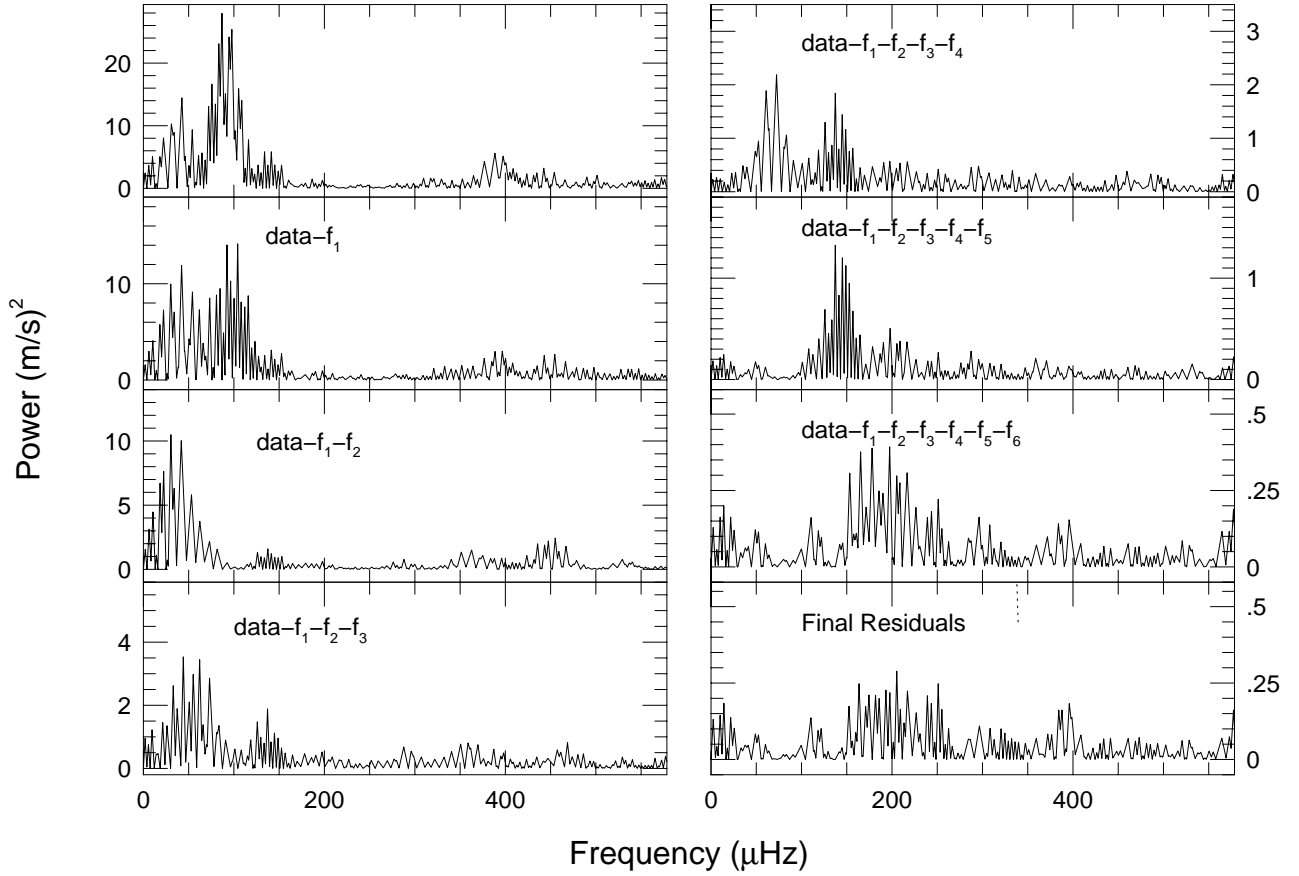 20
10
0
data–f₁
10
0
data–f₁–f₂
10
5
0
data–f₁–f₂–f₃
4
2
0
0 200 400
data–f₁–f₂–f₃–f₄
3
2
1
0
data–f₁–f₂–f₃–f₄–f₅
1
0
data–f₁–f₂–f₃–f₄–f₅–f₆
.5
.25
0
Final Residuals
.5
.25
0
0 200 400
Power (m/s)²
Frequency (μHz)